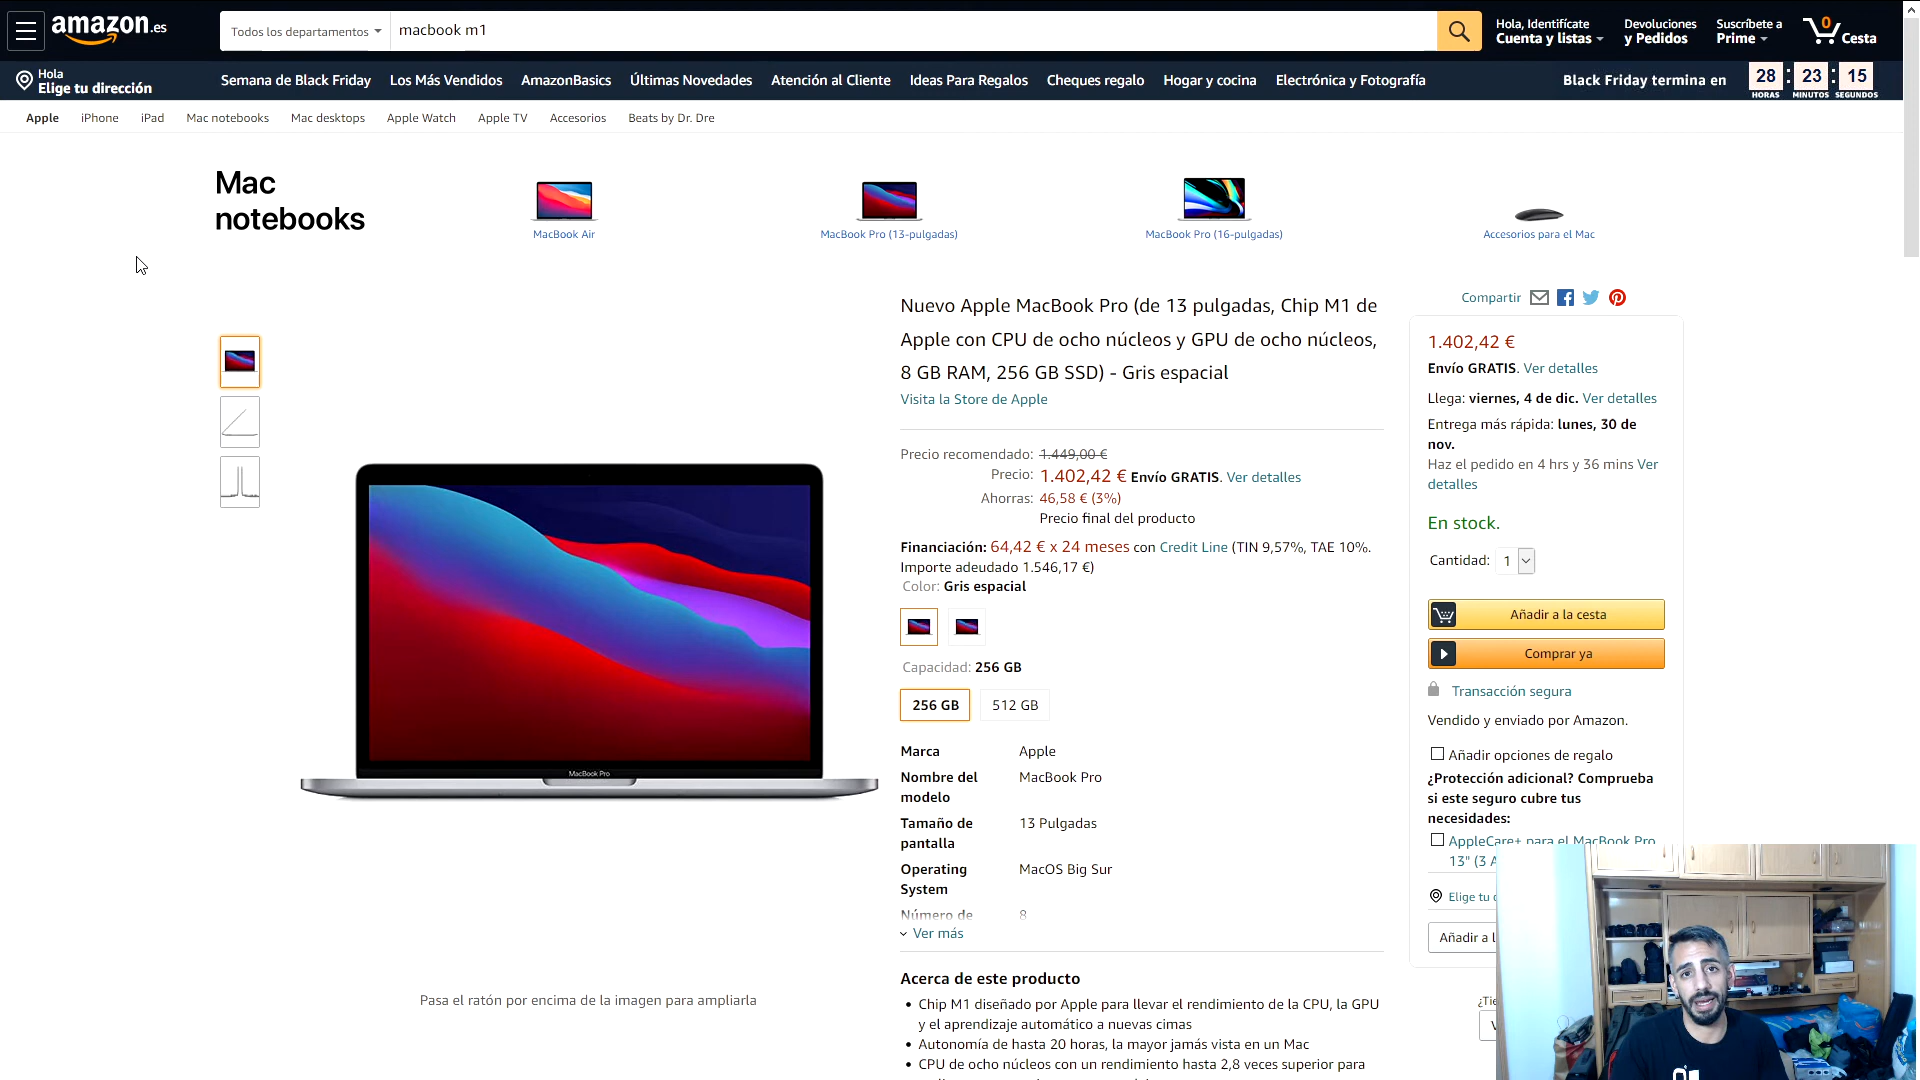 amazon.es
Todos los departamentos
macbook m1
Hola, Identifícate
Cuenta y listas
Devoluciones
y Pedidos
Suscríbete a
Prime
0
Cesta
Hola
Elige tu dirección
Semana de Black Friday
Los Más Vendidos
AmazonBasics
Últimas Novedades
Atención al Cliente
Ideas Para Regalos
Cheques regalo
Hogar y cocina
Electrónica y Fotografía
Black Friday termina en
28 : 23 : 15
HORAS MINUTOS SEGUNDOS
Apple
iPhone
iPad
Mac notebooks
Mac desktops
Apple Watch
Apple TV
Accesorios
Beats by Dr. Dre
Mac
notebooks
MacBook Air
MacBook Pro (13-pulgadas)
MacBook Pro (16-pulgadas)
Accesorios para el Mac
MacBook Pro
Pasa el ratón por encima de la imagen para ampliarla
Nuevo Apple MacBook Pro (de 13 pulgadas, Chip M1 de
Apple con CPU de ocho núcleos y GPU de ocho núcleos,
8 GB RAM, 256 GB SSD) - Gris espacial
Visita la Store de Apple
Precio recomendado: 1.449,00 €
Precio: 1.402,42 € Envío GRATIS. Ver detalles
Ahorras: 46,58 € (3%)
Precio final del producto
Financiación: 64,42 € x 24 meses con Credit Line (TIN 9,57%, TAE 10%.
Importe adeudado 1.546,17 €)
Color: Gris espacial
Capacidad: 256 GB
256 GB
512 GB
Marca Apple
Nombre del MacBook Pro
modelo
Tamaño de 13 Pulgadas
pantalla
Operating MacOS Big Sur
System
Número de 8
Ver más
Acerca de este producto
• Chip M1 diseñado por Apple para llevar el rendimiento de la CPU, la GPU
y el aprendizaje automático a nuevas cimas
• Autonomía de hasta 20 horas, la mayor jamás vista en un Mac
• CPU de ocho núcleos con un rendimiento hasta 2,8 veces superior para
Compartir
1.402,42 €
Envío GRATIS. Ver detalles
Llega: viernes, 4 de dic. Ver detalles
Entrega más rápida: lunes, 30 de
nov.
Haz el pedido en 4 hrs y 36 mins Ver
detalles
En stock.
Cantidad: 1
Añadir a la cesta
Comprar ya
Transacción segura
Vendido y enviado por Amazon.
Añadir opciones de regalo
¿Protección adicional? Comprueba
si este seguro cubre tus
necesidades:
AppleCare+ para el MacBook Pro
13" (3 A
Elige tu
Añadir a l